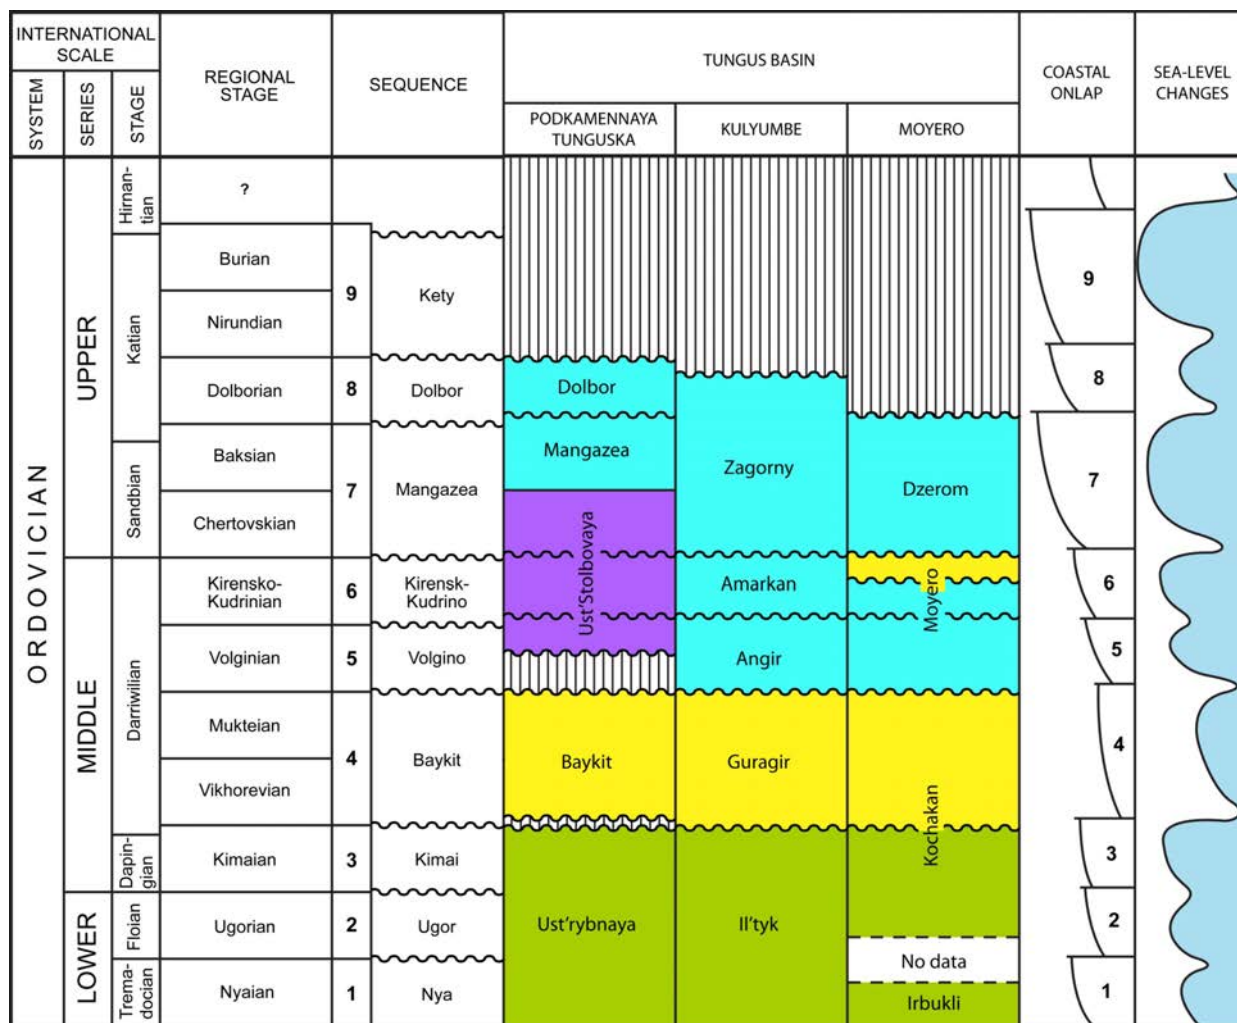 INTERNATIONAL
SCALE
SYSTEM
SERIES
STAGE
REGIONAL
STAGE
SEQUENCE
TUNGUS BASIN
PODKAMENNAYA
TUNGUSKA
KULYUMBE
MOYERO
COASTAL
ONLAP
SEA-LEVEL
CHANGES
ORDOVICIAN
UPPER
MIDDLE
LOWER
Hirnan-
tian
Katian
Sandbian
Darriwilian
Dapin-
gian
Floian
Trema-
docian
?
Burian
Nirundian
Dolborian
Baksian
Chertovskian
Kirensko-
Kudrinian
Volginian
Mukteian
Vikhorevian
Kimaian
Ugorian
Nyaian
9
8
7
6
5
4
3
2
1
Kety
Dolbor
Mangazea
Kirensk-
Kudrino
Volgino
Baykit
Kimai
Ugor
Nya
Dolbor
Mangazea
Ust'Stolbovaya
Baykit
Ust'rybnaya
Zagorny
Amarkan
Angir
Guragir
Il'tyk
Dzerom
Moyero
Kochakan
No data
Irbukli
9
8
7
6
5
4
3
2
1